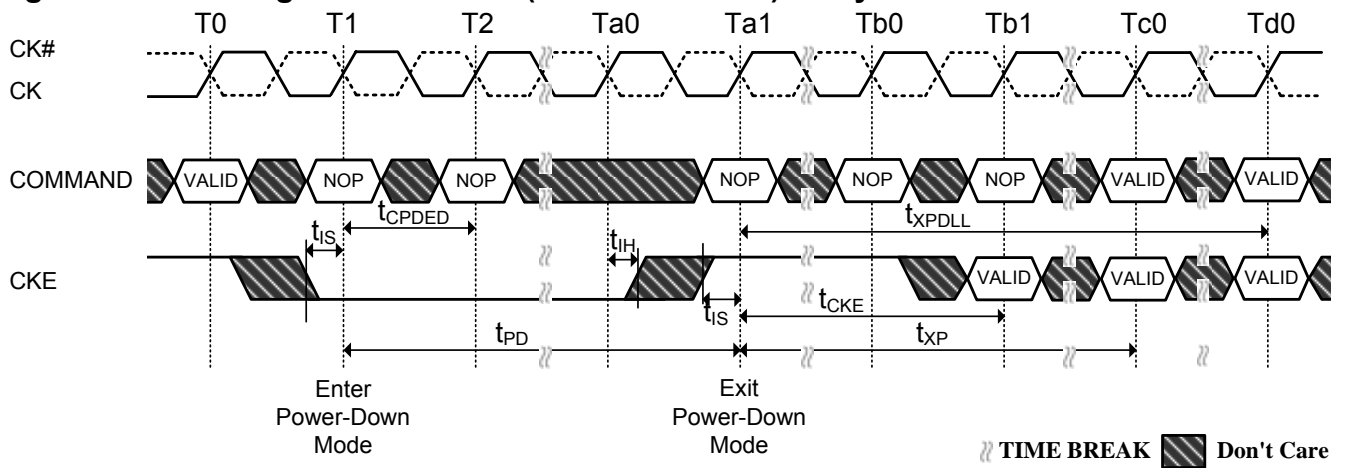 T0 T1 T2 Ta0 Ta1 Tb0 Tb1 Tc0 Td0
CK#
CK
COMMAND VALID NOP NOP NOP NOP NOP VALID VALID
tCPDED tXPDLL
tIS tIH
CKE VALID VALID VALID
tIS tCKE
tPD tXP
Enter Power-Down Mode
Exit Power-Down Mode
TIME BREAK Don't Care